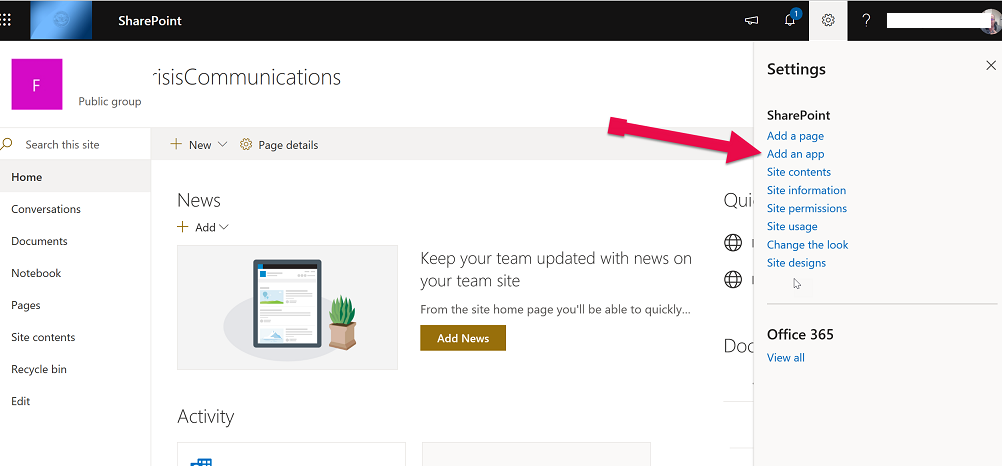 SharePoint
1
?
F
risisCommunications
Public group
Search this site
Home
Conversations
Documents
Notebook
Pages
Site contents
Recycle bin
Edit
New
Page details
News
Add
Keep your team updated with news on
your team site
From the site home page you'll be able to quickly...
Add News
Activity
Qui
Doc
Settings
SharePoint
Add a page
Add an app
Site contents
Site information
Site permissions
Site usage
Change the look
Site designs
Office 365
View all